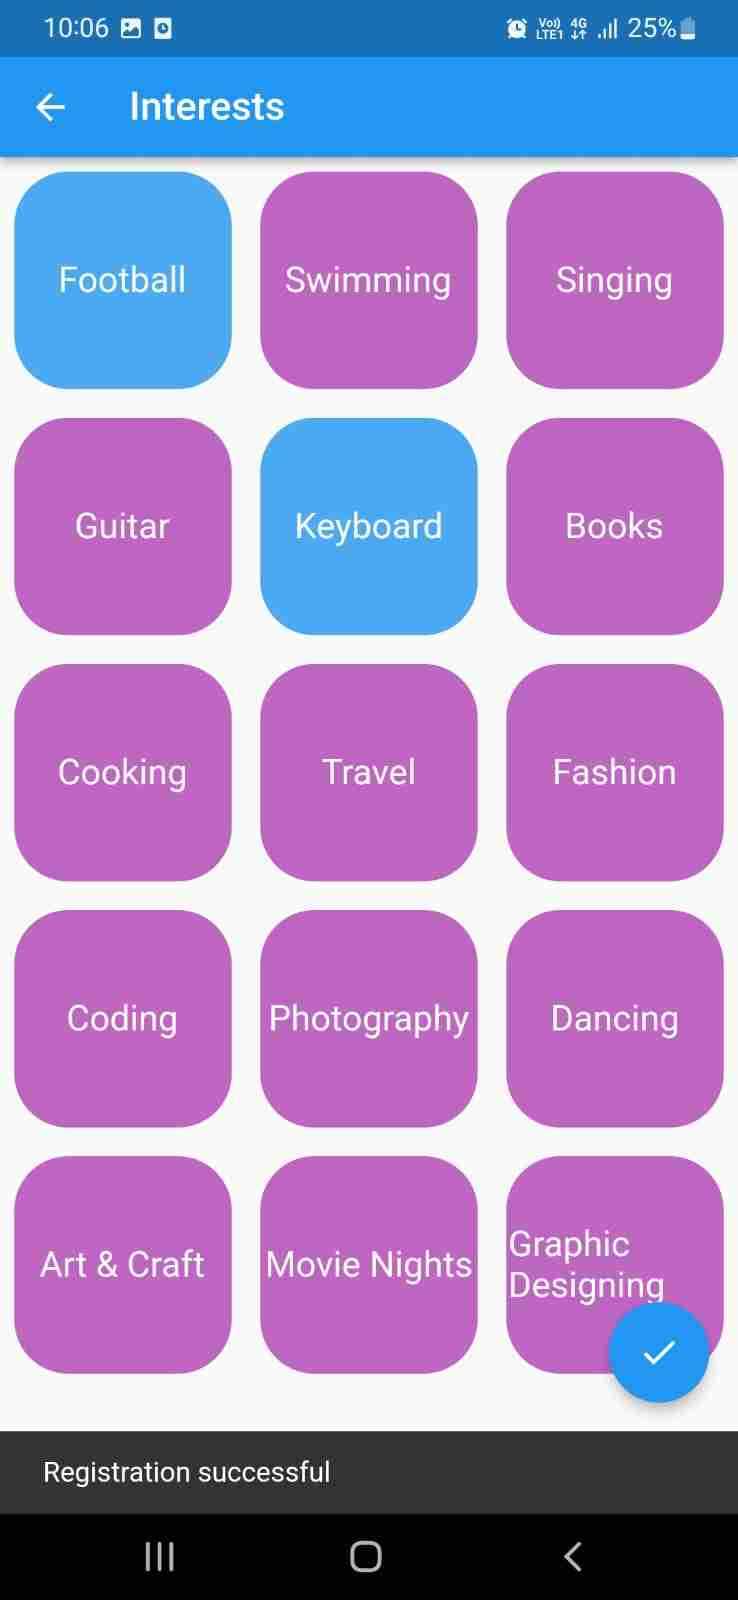 10:06 Vo) LTE1 4G 25%
Interests
Football Swimming Singing
Guitar Keyboard Books
Cooking Travel Fashion
Coding Photography Dancing
Art & Craft Movie Nights Graphic
Designing
Registration successful